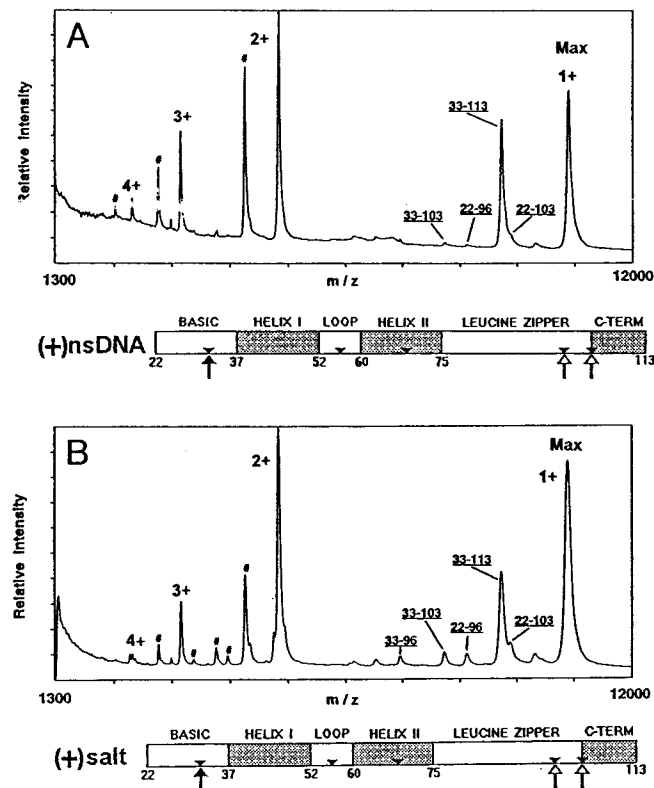 A
Relative Intensity
#
4+
#
3+
#
2+
33-103
22-96
33-113
22-103
Max
1+
1300
m / z
12000
(+)nsDNA
BASIC HELIX I LOOP HELIX II LEUCINE ZIPPER C-TERM
22 37 52 60 75 113
B
Relative Intensity
4+
#
3+
#
#
#
#
2+
33-96
33-103
22-96
33-113
22-103
Max
1+
1300
m / z
12000
(+)salt
BASIC HELIX I LOOP HELIX II LEUCINE ZIPPER C-TERM
22 37 52 60 75 113